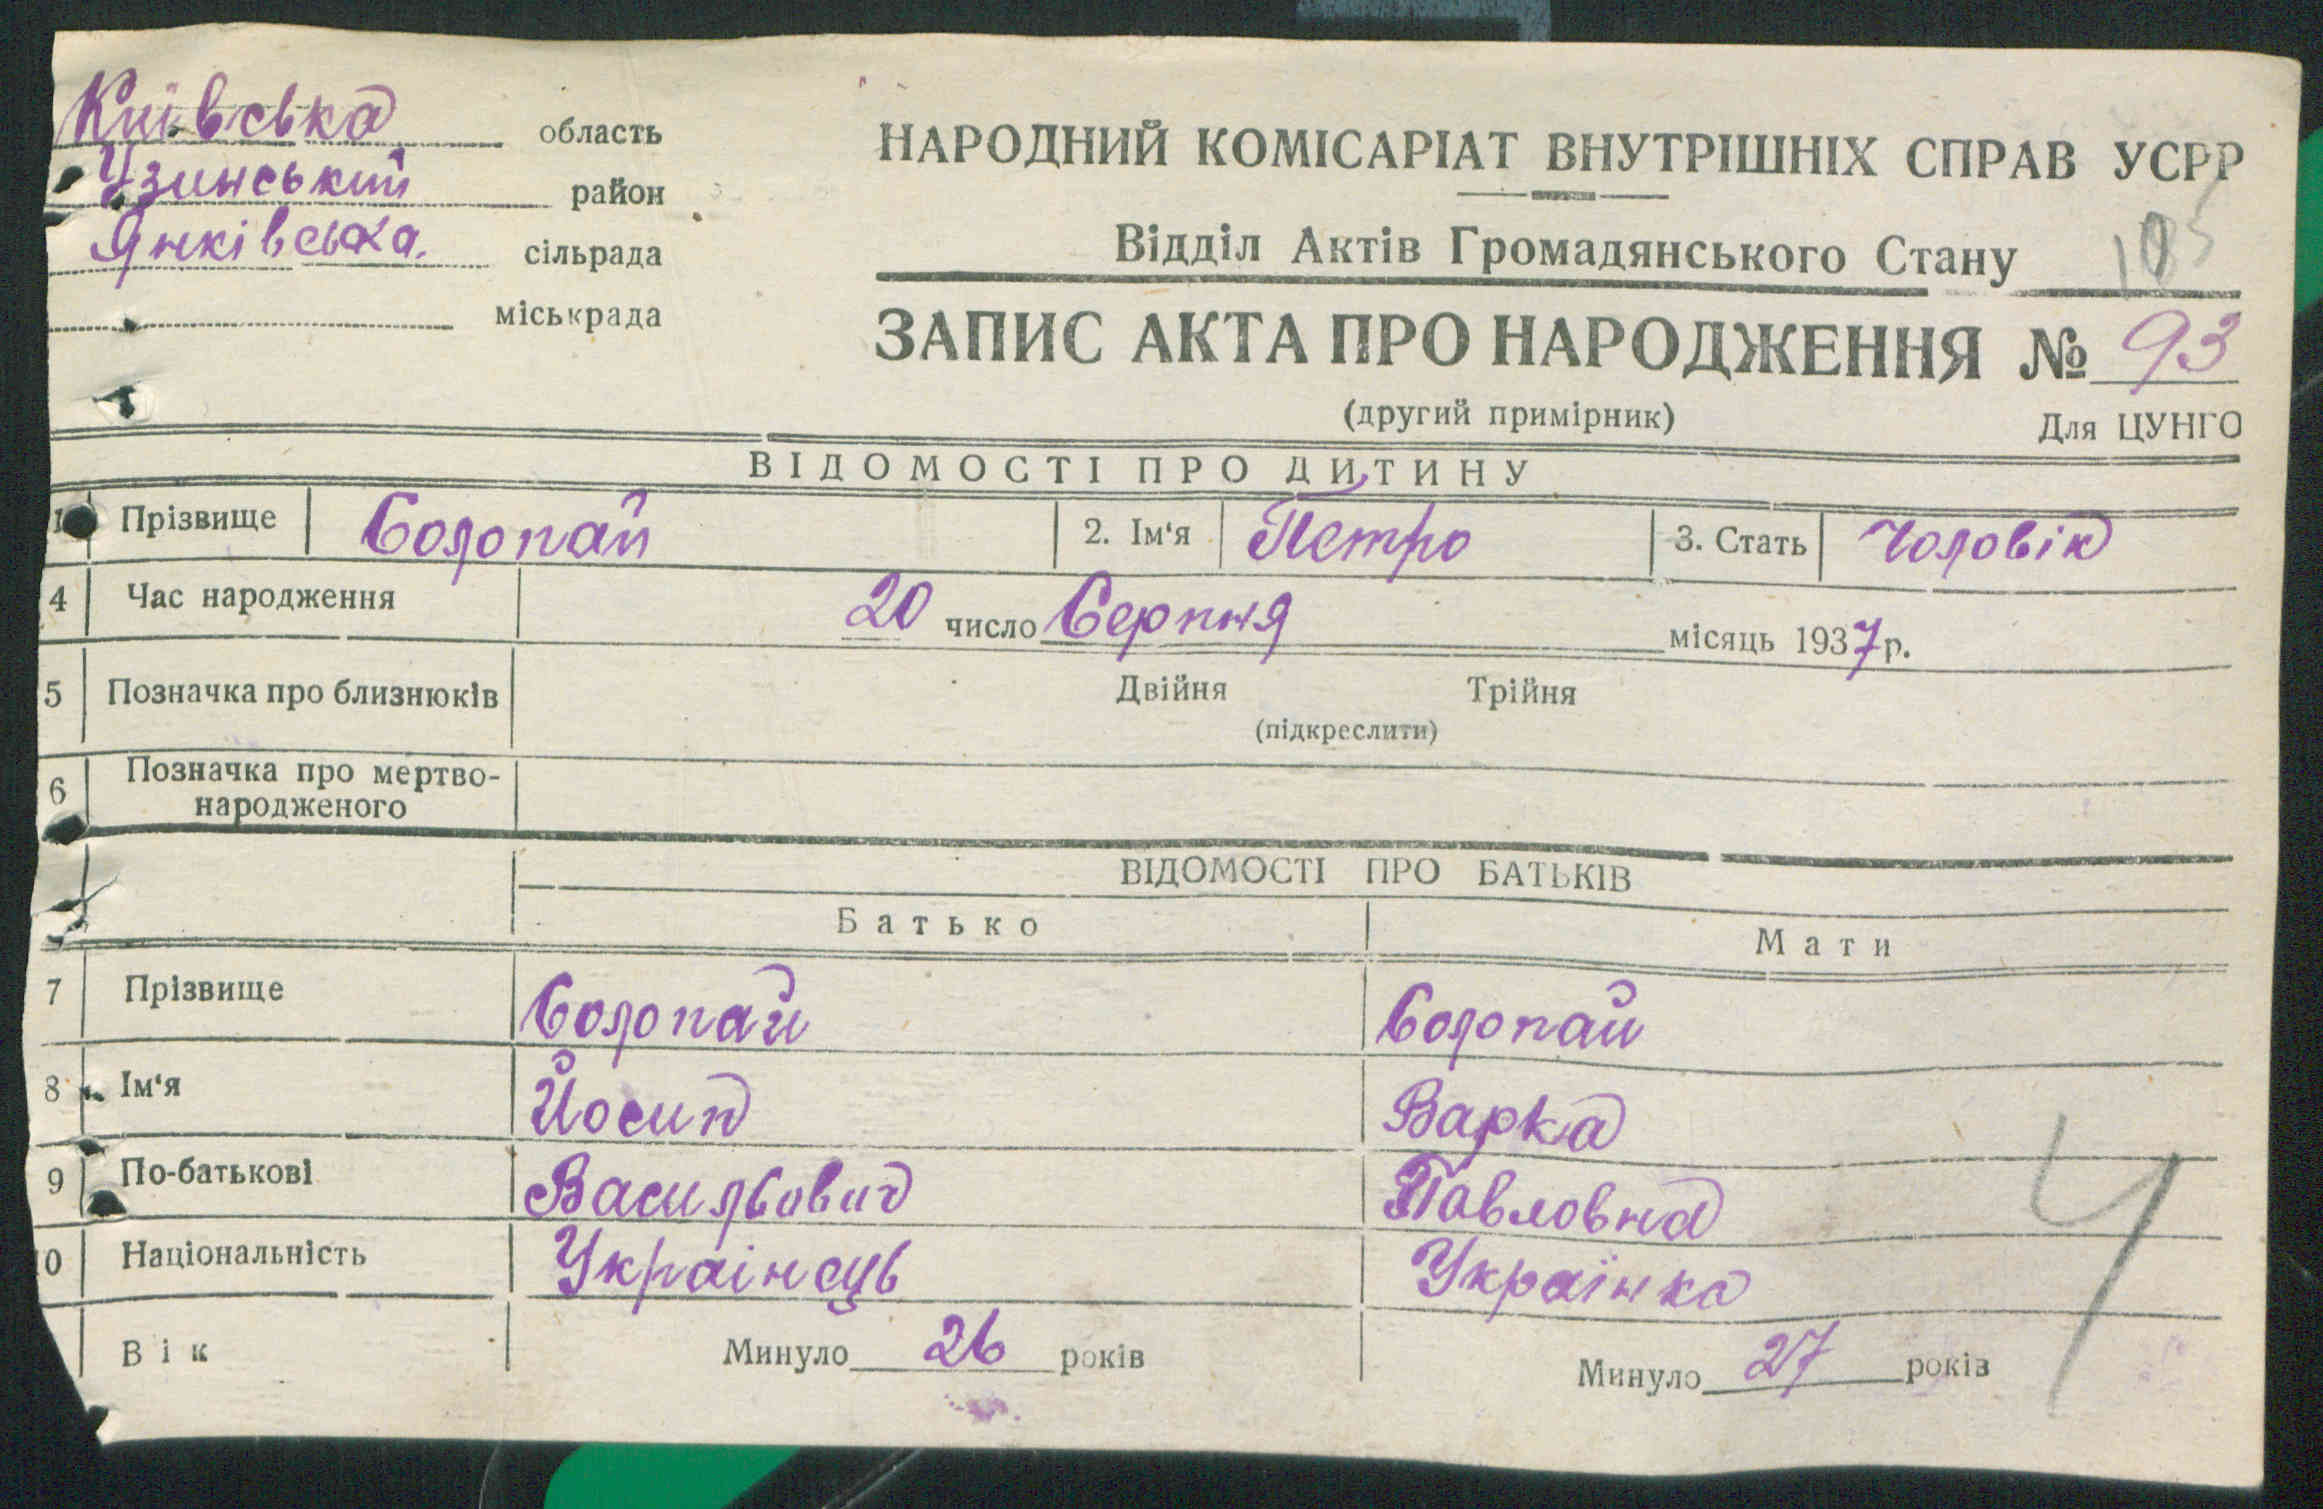 Київська область
Узинський район
Янківська. сільрада
міськрада
НАРОДНИЙ КОМІСАРІАТ ВНУТРІШНІХ СПРАВ УСРР
Відділ Актів Громадянського Стану 105
ЗАПИС АКТА ПРО НАРОДЖЕННЯ № 93
(другий примірник) Для ЦУНГО
ВІДОМОСТІ ПРО ДИТИНУ
1 Прізвище Солопай 2. Ім'я Петро 3. Стать Чоловік
4 Час народження 20 число Серпня місяць 1937 р.
5 Позначка про близнюків Двійня Трійня
(підкреслити)
6 Позначка про мертво-
народженого
ВІДОМОСТІ ПРО БАТЬКІВ
Батько Мати
7 Прізвище Солопай Солопай
8 Ім'я Йосип Варка
9 По-батькові Васильович Павловна
10 Національність Українець Українка
Вік Минуло 26 років Минуло 27 років
Ч